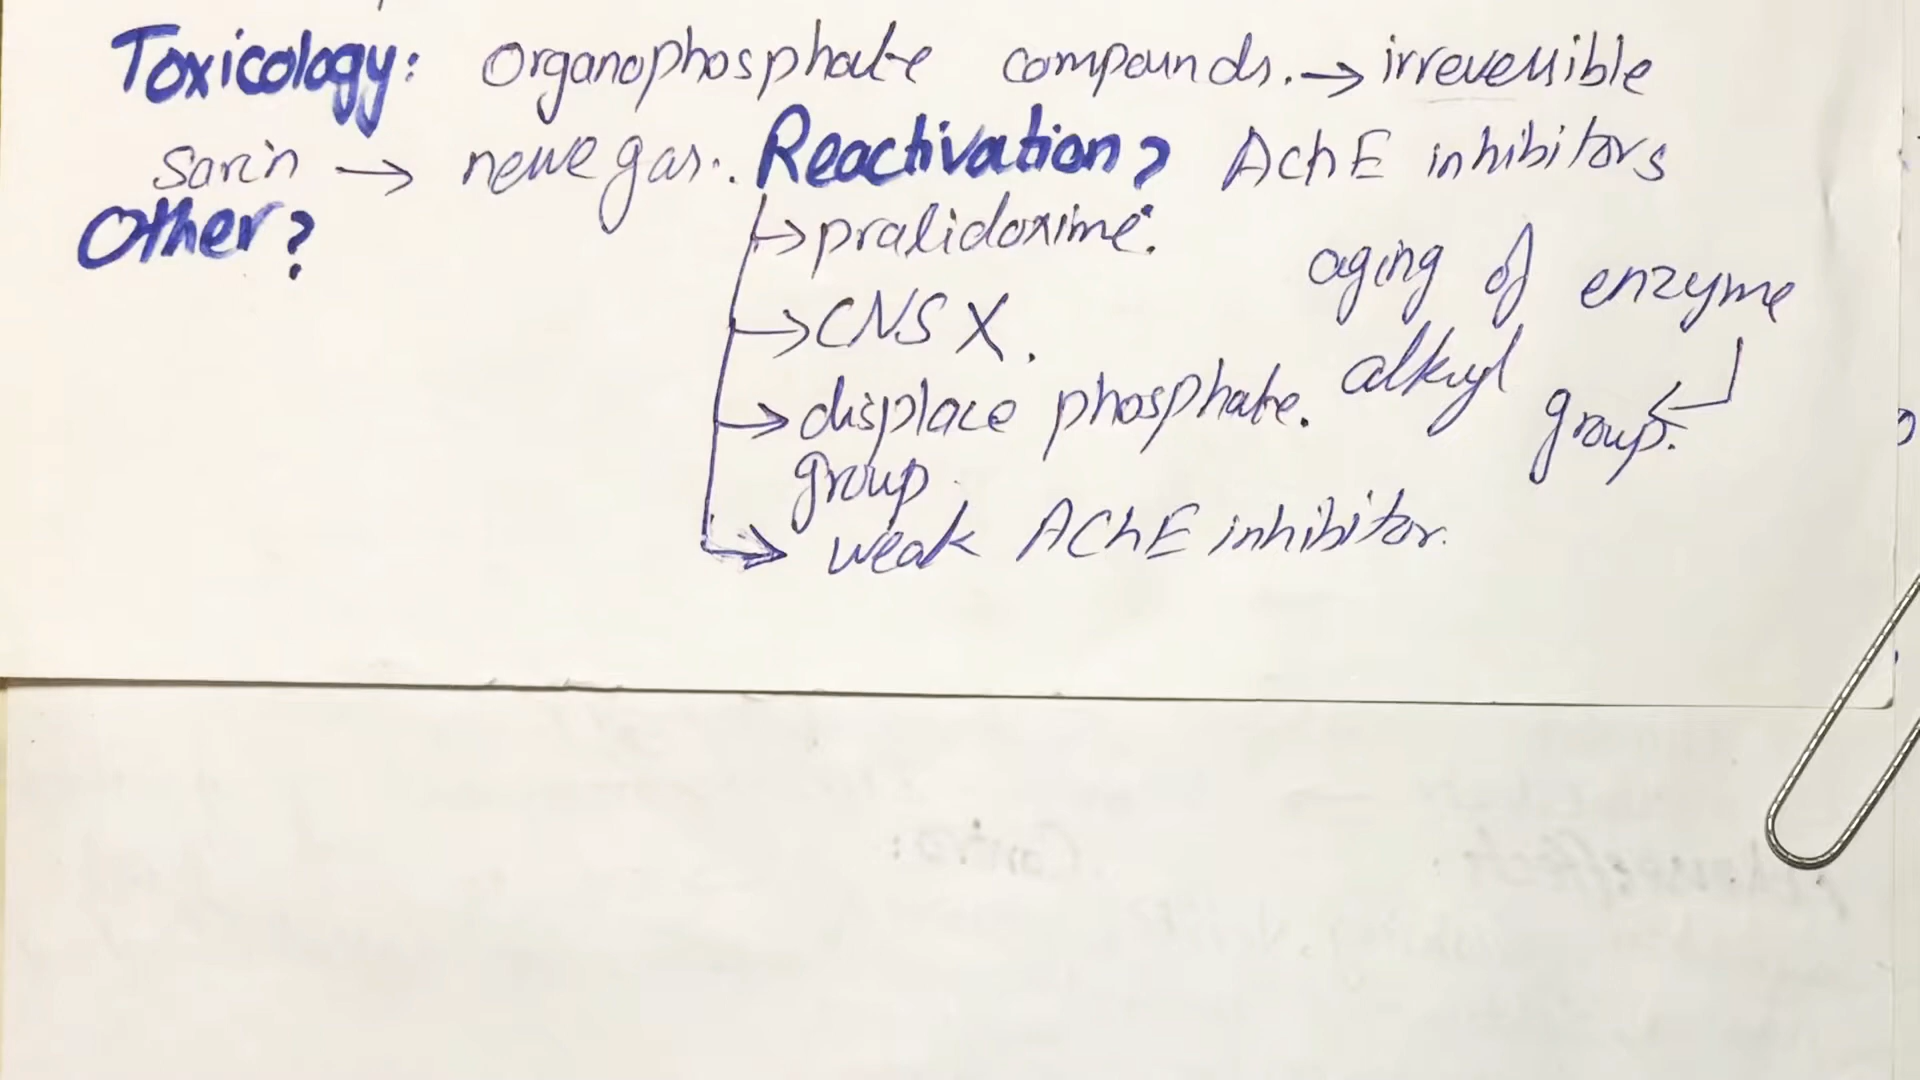 Toxicology: Organophosphate compounds. → irreversible
Sarin → nerve gas. Reactivation? AchE inhibitors
Other?
→ pralidoxime.
aging of enzyme
→ CNS X.
alkyl group.
→ displace phosphate.
group
→ weak AChE inhibitor.
Contra: